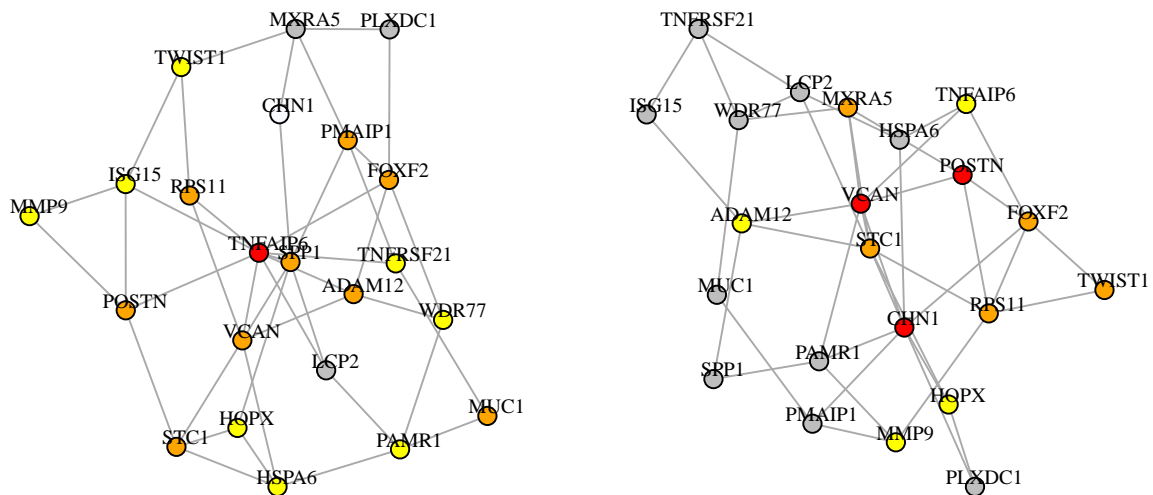 MXRA5
PLXDC1
TWIST1
CHN1
PMAIP1
FOXF2
ISG15
RPS11
MMP9
TNFAIP6
SPP1
TNFRSF21
ADAM12
POSTN
WDR77
VCAN
LCP2
MUC1
HOPX
STC1
PAMR1
HSPA6
TNFRSF21
LCP2
MXRA5
TNFAIP6
ISG15
WDR77
HSPA6
POSTN
VCAN
ADAM12
FOXF2
STC1
MUC1
TWIST1
RPS11
CHN1
PAMR1
SPP1
HOPX
PMAIP1
MMP9
PLXDC1